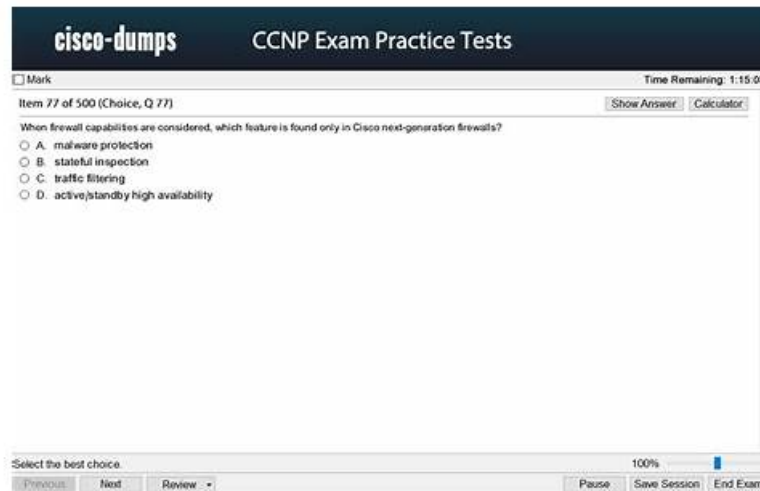 cisco-dumps CCNP Exam Practice Tests
Mark Time Remaining: 1:15:0
Item 77 of 500 (Choice, Q 77) Show Answer Calculator
When firewall capabilities are considered, which feature is found only in Cisco next-generation firewalls?
A. malware protection
B. stateful inspection
C. traffic filtering
D. active/standby high availability
Select the best choice. 100%
Previous Next Review Pause Save Session End Exam